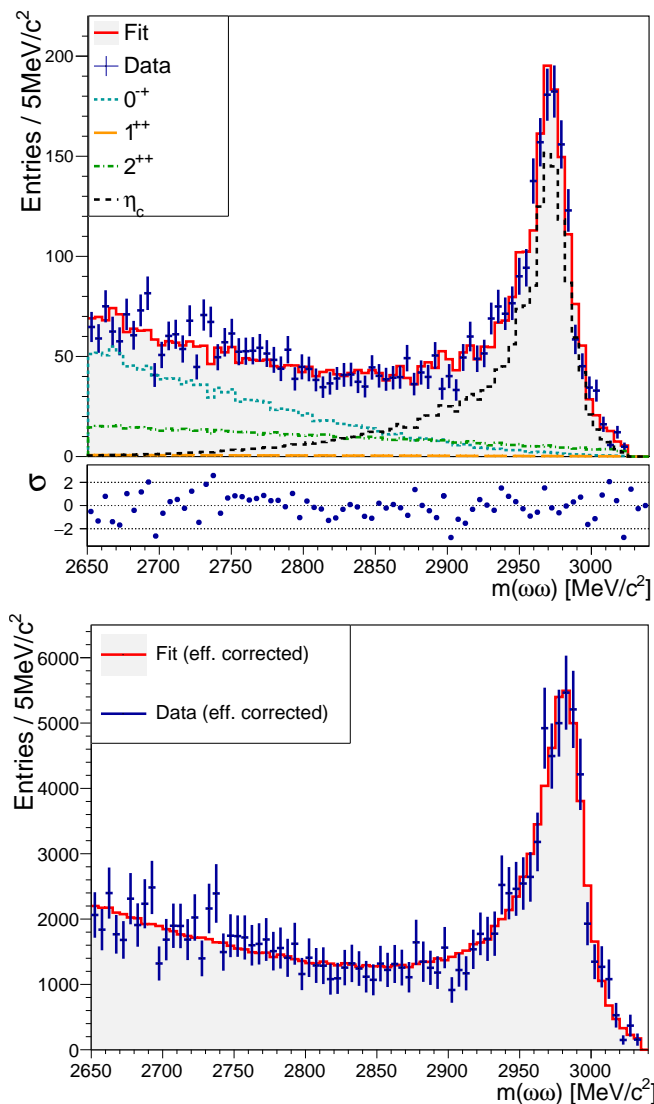 Entries / 5MeV/c²
200
150
100
50
0
Fit
Data
0⁻⁺
1⁺⁺
2⁺⁺
η_c
σ
2
0
−2
2650 2700 2750 2800 2850 2900 2950 3000
m(ωω) [MeV/c²]
Entries / 5MeV/c²
6000
5000
4000
3000
2000
1000
0
Fit (eff. corrected)
Data (eff. corrected)
2650 2700 2750 2800 2850 2900 2950 3000
m(ωω) [MeV/c²]